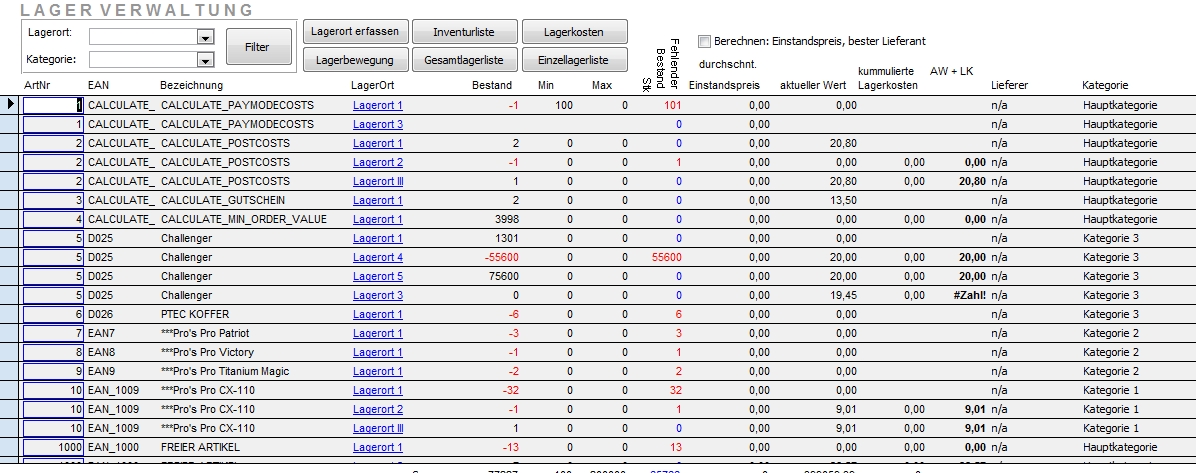 LAGERVERWALTUNG
Lagerort:
Kategorie:
Filter
Lagerort erfassen Inventurliste Lagerkosten
Lagerbewegung Gesamtlagerliste Einzellagerliste
Berechnen: Einstandspreis, bester Lieferant
ArtNr EAN Bezeichnung LagerOrt Bestand Min Max Fehlender Bestand Stk durchschnt. Einstandspreis aktueller Wert kummulierte Lagerkosten AW + LK Lieferer Kategorie
1 CALCULATE_ CALCULATE_PAYMODECOSTS Lagerort 1 -1 100 0 101 0,00 0,00 n/a Hauptkategorie
1 CALCULATE_ CALCULATE_PAYMODECOSTS Lagerort 3 0 0,00 n/a Hauptkategorie
2 CALCULATE_ CALCULATE_POSTCOSTS Lagerort 1 2 0 0 0 0,00 20,80 n/a Hauptkategorie
2 CALCULATE_ CALCULATE_POSTCOSTS Lagerort 2 -1 0 0 1 0,00 0,00 0,00 0,00 n/a Hauptkategorie
2 CALCULATE_ CALCULATE_POSTCOSTS Lagerort III 1 0 0 0 0,00 20,80 0,00 20,80 n/a Hauptkategorie
3 CALCULATE_ CALCULATE_GUTSCHEIN Lagerort 1 2 0 0 0 0,00 13,50 n/a Hauptkategorie
4 CALCULATE_ CALCULATE_MIN_ORDER_VALUE Lagerort 1 3998 0 0 0 0,00 0,00 0,00 0,00 n/a Hauptkategorie
5 D025 Challenger Lagerort 1 1301 0 0 0 0,00 0,00 n/a Kategorie 3
5 D025 Challenger Lagerort 4 -55600 0 0 55600 0,00 20,00 0,00 20,00 n/a Kategorie 3
5 D025 Challenger Lagerort 5 75600 0 0 0 0,00 20,00 0,00 20,00 n/a Kategorie 3
5 D025 Challenger Lagerort 3 0 0 0 0 0,00 19,45 0,00 #Zahl! n/a Kategorie 3
6 D026 PTEC KOFFER Lagerort 1 -6 0 0 6 0,00 0,00 n/a Kategorie 3
7 EAN7 ***Pro's Pro Patriot Lagerort 1 -3 0 0 3 0,00 0,00 n/a Kategorie 2
8 EAN8 ***Pro's Pro Victory Lagerort 1 -1 0 0 1 0,00 0,00 n/a Kategorie 2
9 EAN9 ***Pro's Pro Titanium Magic Lagerort 1 -2 0 0 2 0,00 0,00 n/a Kategorie 2
10 EAN_1009 ***Pro's Pro CX-110 Lagerort 1 -32 0 0 32 0,00 0,00 n/a Kategorie 1
10 EAN_1009 ***Pro's Pro CX-110 Lagerort 2 -1 0 0 1 0,00 9,01 0,00 9,01 n/a Kategorie 1
10 EAN_1009 ***Pro's Pro CX-110 Lagerort III 1 0 0 0 0,00 9,01 0,00 9,01 n/a Kategorie 1
1000 EAN_1000 FREIER ARTIKEL Lagerort 1 -13 0 0 13 0,00 0,00 0,00 0,00 n/a Hauptkategorie